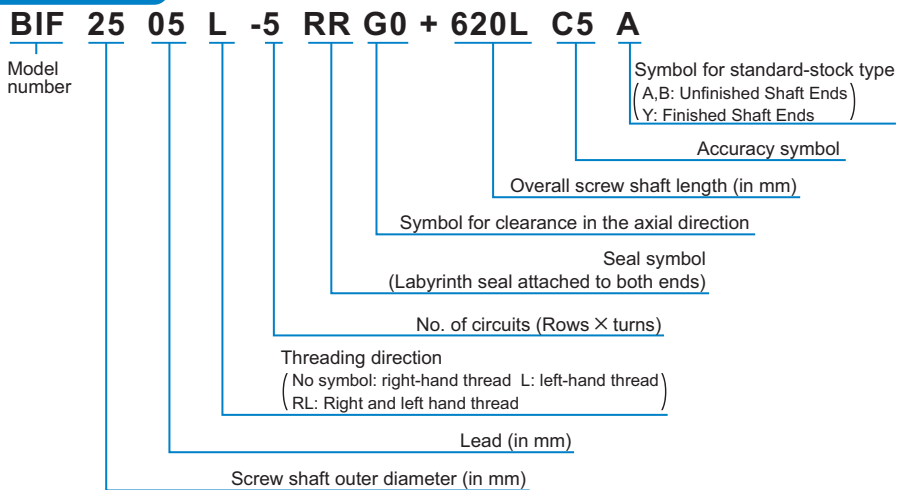 BIF 25 05 L -5 RR G0 + 620L C5 A
Model
number
Symbol for standard-stock type
(A,B: Unfinished Shaft Ends
Y: Finished Shaft Ends)
Accuracy symbol
Overall screw shaft length (in mm)
Symbol for clearance in the axial direction
Seal symbol
(Labyrinth seal attached to both ends)
No. of circuits (Rows × turns)
Threading direction
(No symbol: right-hand thread L: left-hand thread
RL: Right and left hand thread)
Lead (in mm)
Screw shaft outer diameter (in mm)